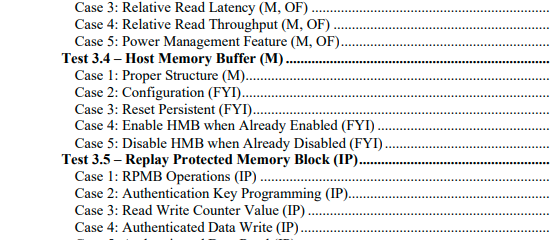 Case 3: Relative Read Latency (M, OF) ........................................................
Case 4: Relative Read Throughput (M, OF) ..................................................
Case 5: Power Management Feature (M, OF)................................................
Test 3.4 – Host Memory Buffer (M) ..............................................................
Case 1: Proper Structure (M)........................................................................
Case 2: Configuration (FYI)..........................................................................
Case 3: Reset Persistent (FYI).......................................................................
Case 4: Enable HMB when Already Enabled (FYI) .......................................
Case 5: Disable HMB when Already Disabled (FYI)......................................
Test 3.5 – Replay Protected Memory Block (IP)............................................
Case 1: RPMB Operations (IP) .....................................................................
Case 2: Authentication Key Programming (IP)..............................................
Case 3: Read Write Counter Value (IP) .........................................................
Case 4: Authenticated Data Write (IP)...........................................................